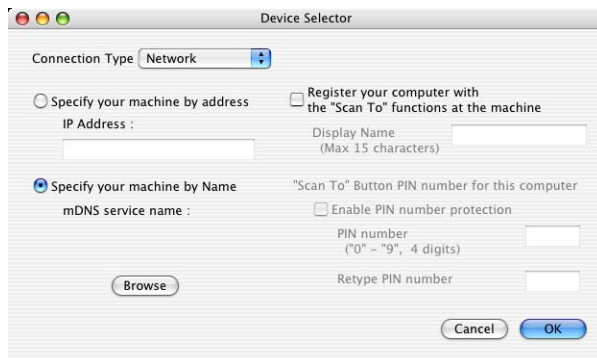 Device Selector
Connection Type Network
Specify your machine by address
IP Address :
Specify your machine by Name
mDNS service name :
Browse
Register your computer with
the "Scan To" functions at the machine
Display Name
(Max 15 characters)
"Scan To" Button PIN number for this computer
Enable PIN number protection
PIN number
("0" – "9", 4 digits)
Retype PIN number
Cancel OK